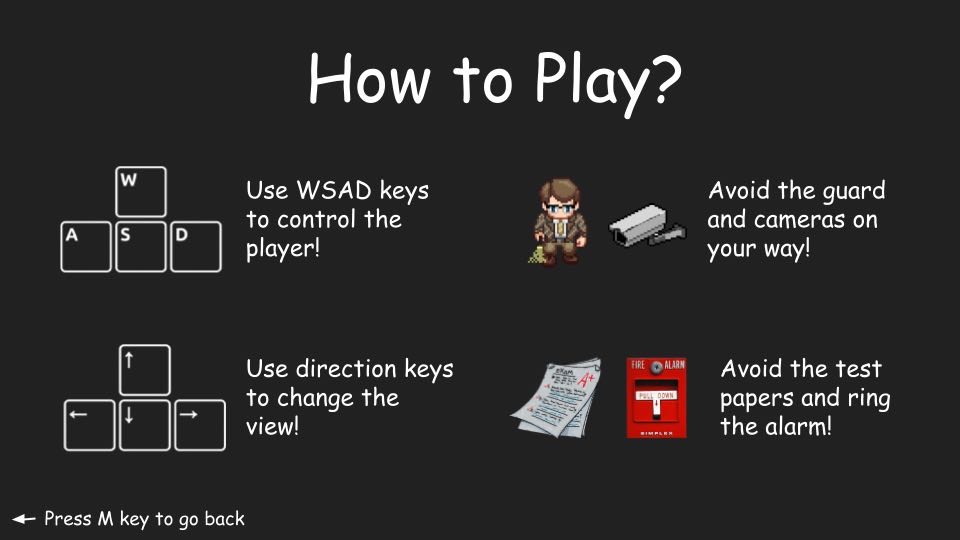 How to Play?
W
A S D
Use WSAD keys
to control the
player!
Avoid the guard
and cameras on
your way!
↑
← ↓ →
Use direction keys
to change the
view!
EXAM
A+
FIRE ALARM
PULL DOWN
SIMPLEX
Avoid the test
papers and ring
the alarm!
← Press M key to go back